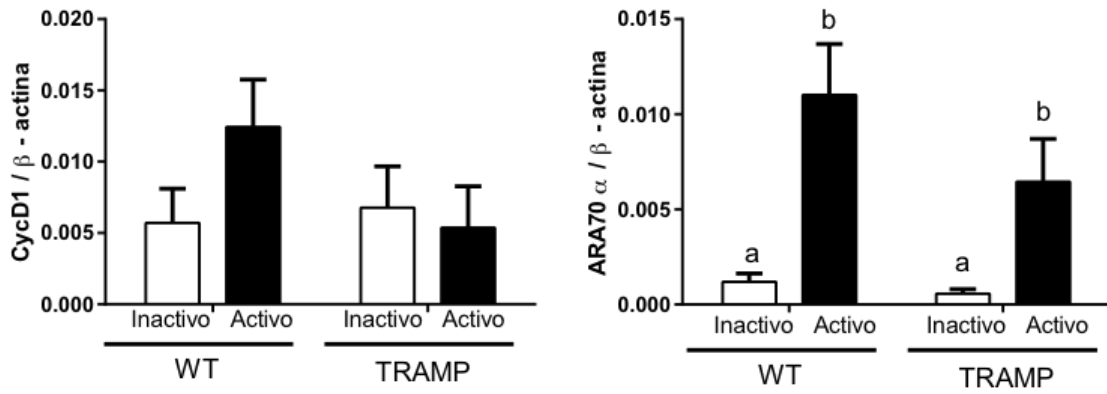 CycD1 / β - actina
0.020
0.015
0.010
0.005
0.000
Inactivo Activo Inactivo Activo
WT TRAMP
ARA70 α / β - actina
0.015
0.010
0.005
0.000
a b a b
Inactivo Activo Inactivo Activo
WT TRAMP